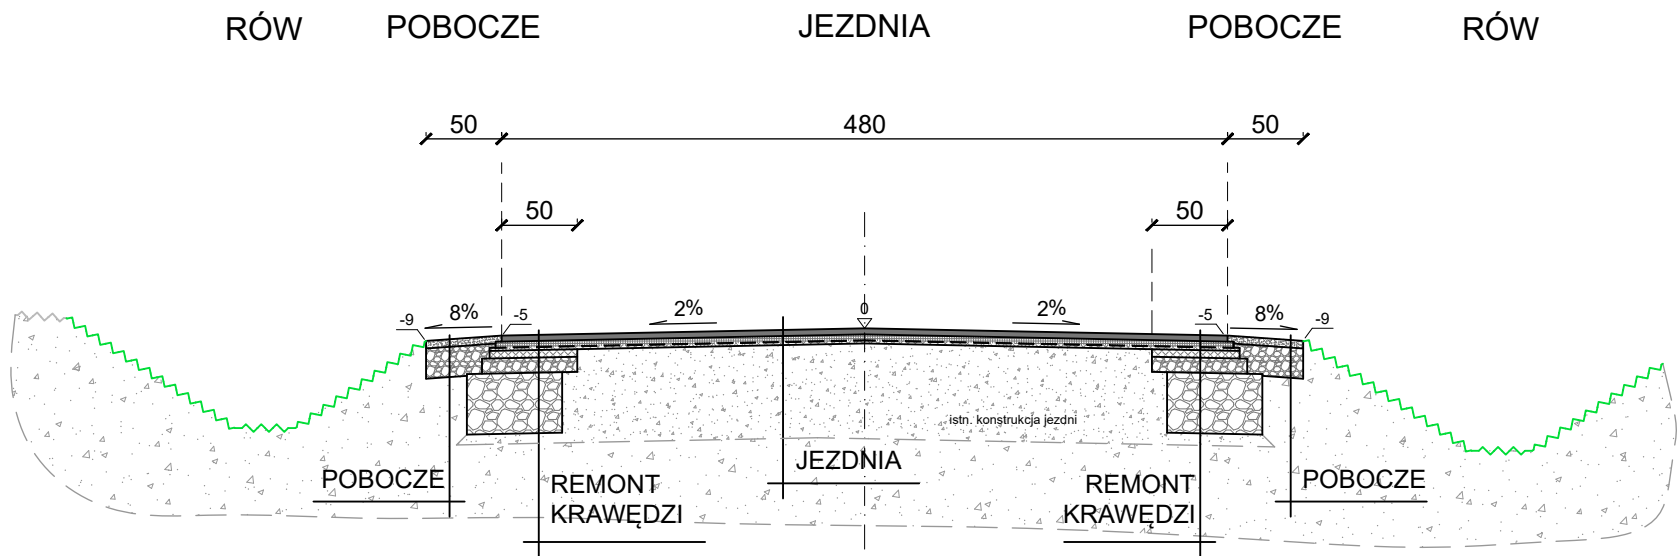 RÓW POBOCZE JEZDNIA POBOCZE RÓW
50 480 50
50 50
-9 8% -5 2% 0 2% -5 8% -9
istn. konstrukcja jezdni
JEZDNIA
POBOCZE REMONT KRAWĘDZI
REMONT KRAWĘDZI POBOCZE